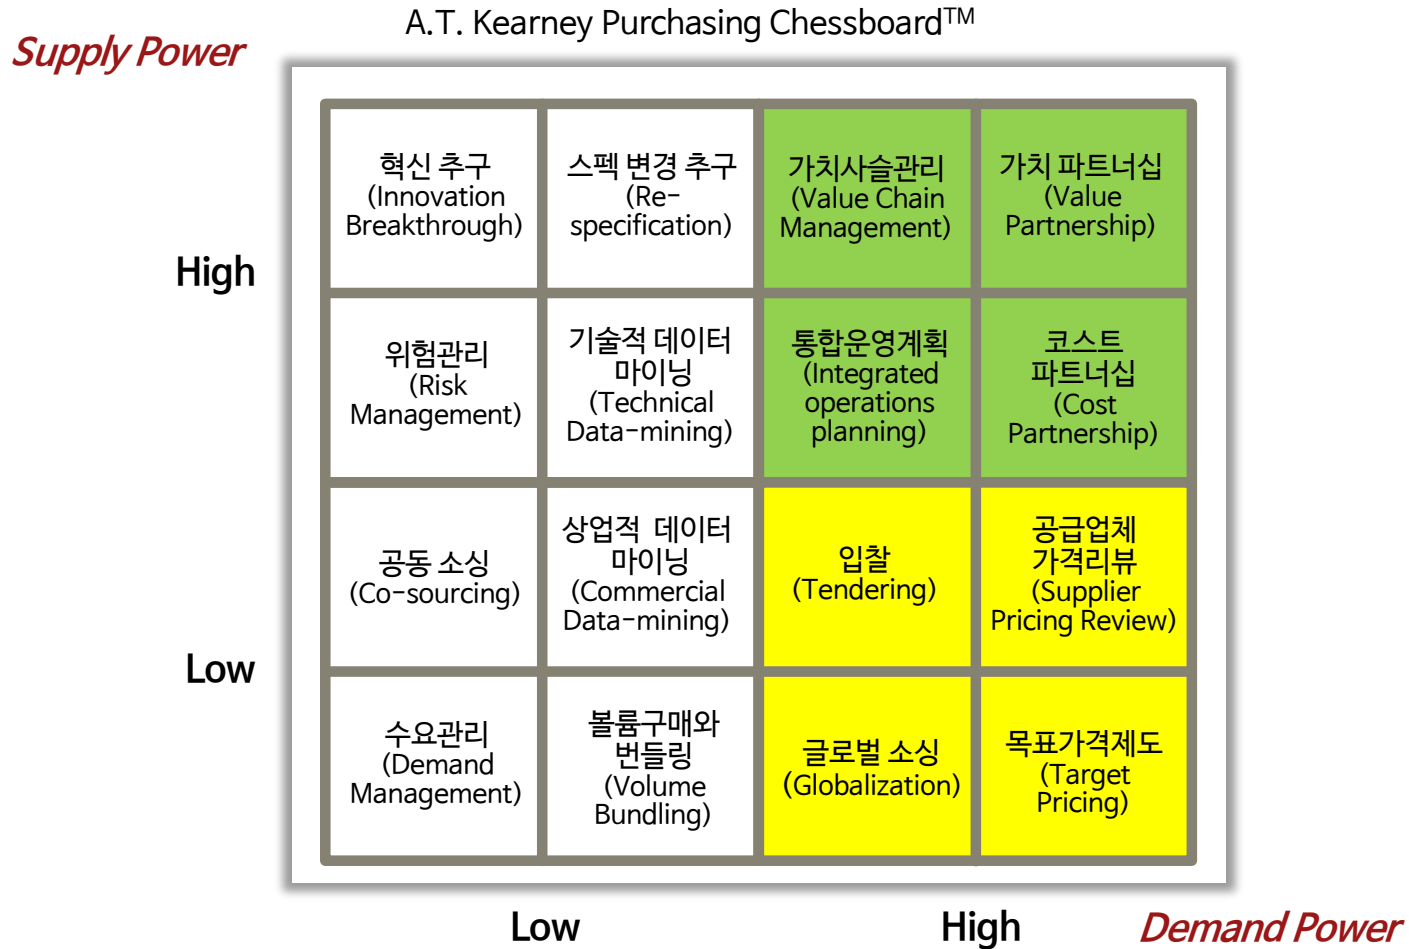 A.T. Kearney Purchasing Chessboard™
Supply Power
혁신 추구
(Innovation
Breakthrough)
스펙 변경 추구
(Re-
specification)
가치사슬관리
(Value Chain
Management)
가치 파트너십
(Value
Partnership)
High
위험관리
(Risk
Management)
기술적 데이터
마이닝
(Technical
Data-mining)
통합운영계획
(Integrated
operations
planning)
코스트
파트너십
(Cost
Partnership)
공동 소싱
(Co-sourcing)
상업적 데이터
마이닝
(Commercial
Data-mining)
입찰
(Tendering)
공급업체
가격리뷰
(Supplier
Pricing Review)
Low
수요관리
(Demand
Management)
볼륨구매와
번들링
(Volume
Bundling)
글로벌 소싱
(Globalization)
목표가격제도
(Target
Pricing)
Low
High
Demand Power